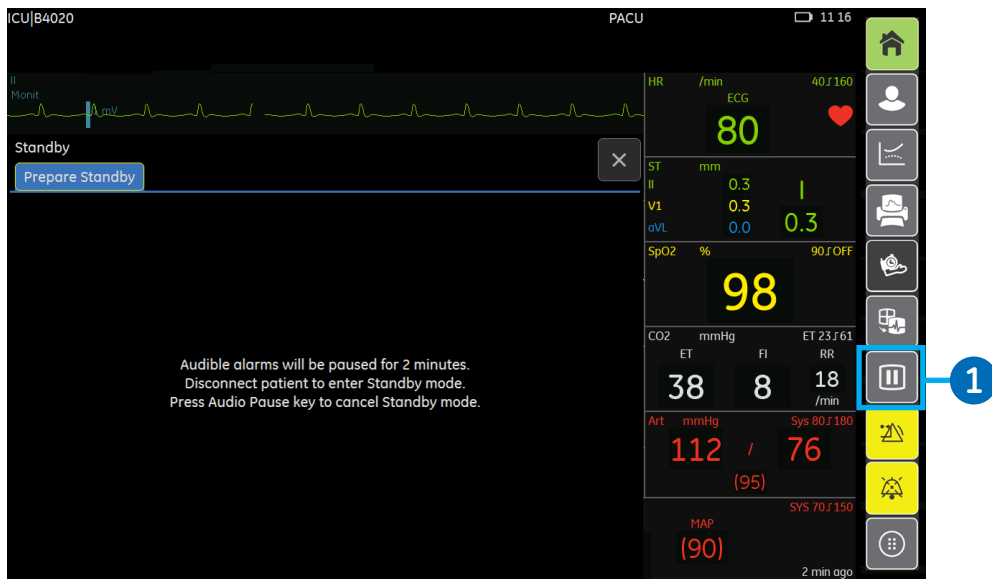 ICU|B4020 PACU 11 16
II
Monit
mV
Standby
Prepare Standby
Audible alarms will be paused for 2 minutes.
Disconnect patient to enter Standby mode.
Press Audio Pause key to cancel Standby mode.
HR /min 40 160
ECG
80
ST mm
II 0.3
V1 0.3
aVL 0.0
0.3
SpO2 % 90 OFF
98
CO2 mmHg ET 23 61
ET FI RR
38 8 18
/min
Art mmHg Sys 80 180
112 / 76
(95)
SYS 70 150
MAP
(90)
2 min ago
2
1